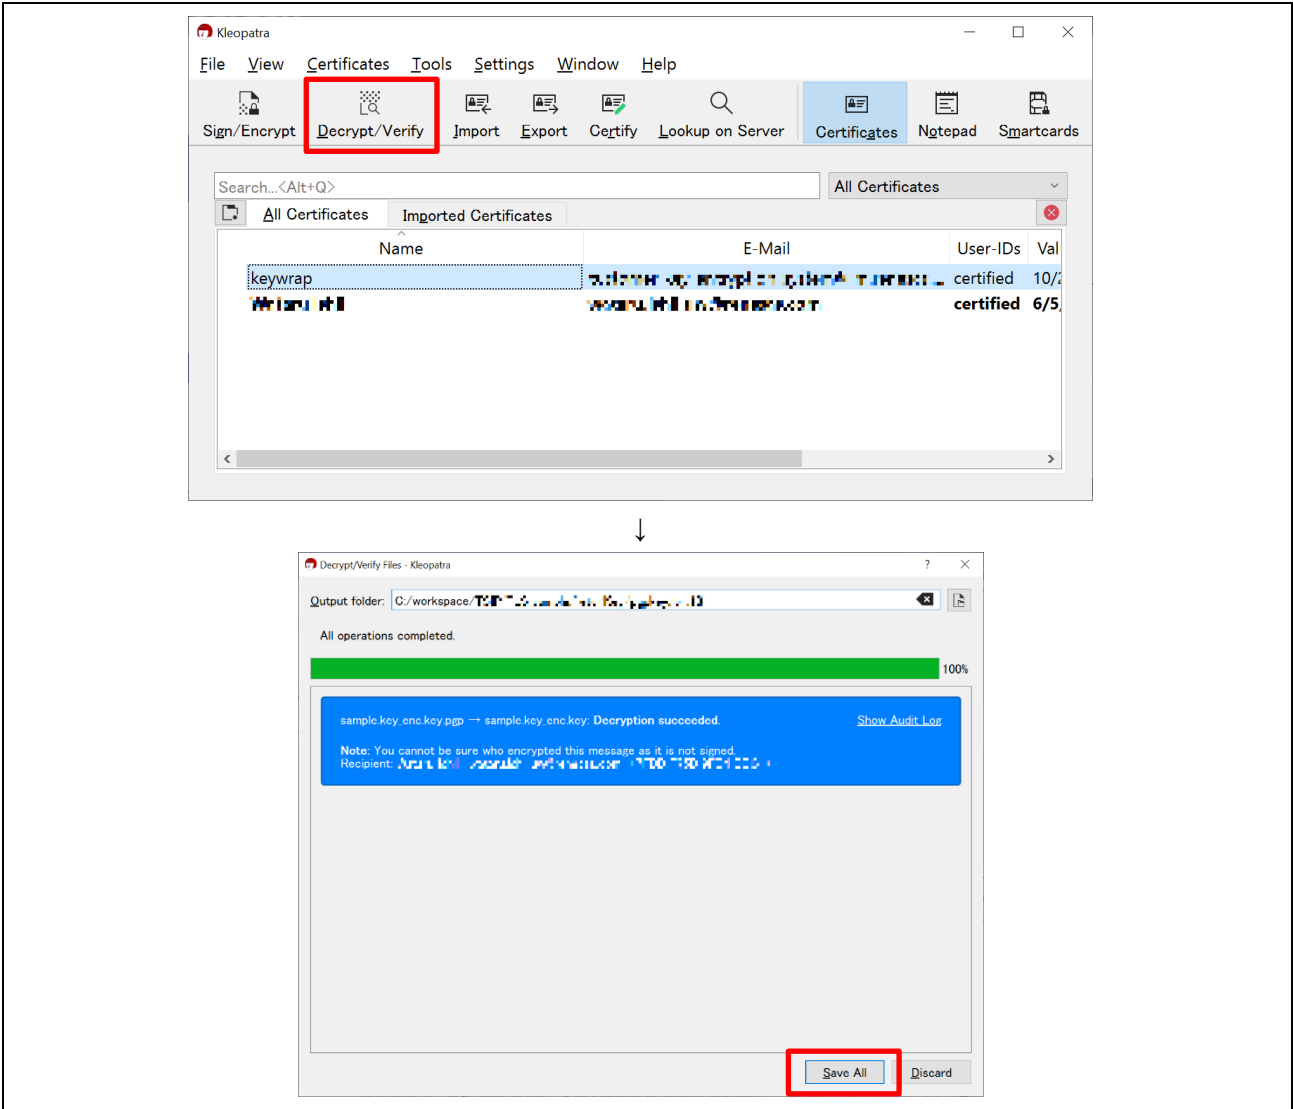 Kleopatra
File View Certificates Tools Settings Window Help
Sign/Encrypt Decrypt/Verify Import Export Certify Lookup on Server Certificates Notepad Smartcards
Search...<Alt+Q> All Certificates
All Certificates Imported Certificates
Name E-Mail User-IDs Val
keywrap certified 10/2
certified 6/5,
↓
Decrypt/Verify Files - Kleopatra
Output folder: C:/workspace/
All operations completed.
100%
sample.key_enc.key.pgp → sample.key_enc.key: Decryption succeeded. Show Audit Log
Note: You cannot be sure who encrypted this message as it is not signed.
Recipient:
Save All Discard